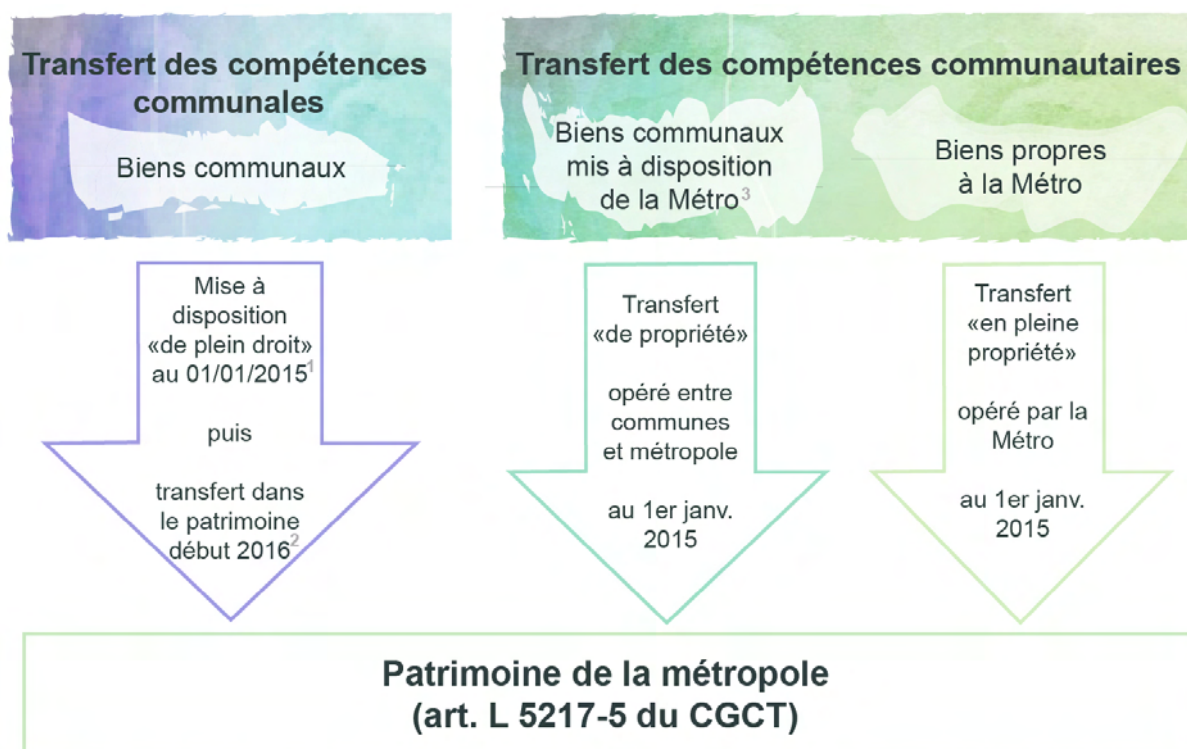 Transfert des compétences
communales
Biens communaux
Transfert des compétences communautaires
Biens communaux
mis à disposition
de la Métro3
Biens propres
à la Métro
Mise à
disposition
«de plein droit»
au 01/01/20151
puis
transfert dans
le patrimoine
début 20162
Transfert
«de propriété»
opéré entre
communes
et métropole
au 1er janv.
2015
Transfert
«en pleine
propriété»
opéré par la
Métro
au 1er janv.
2015
Patrimoine de la métropole
(art. L 5217-5 du CGCT)